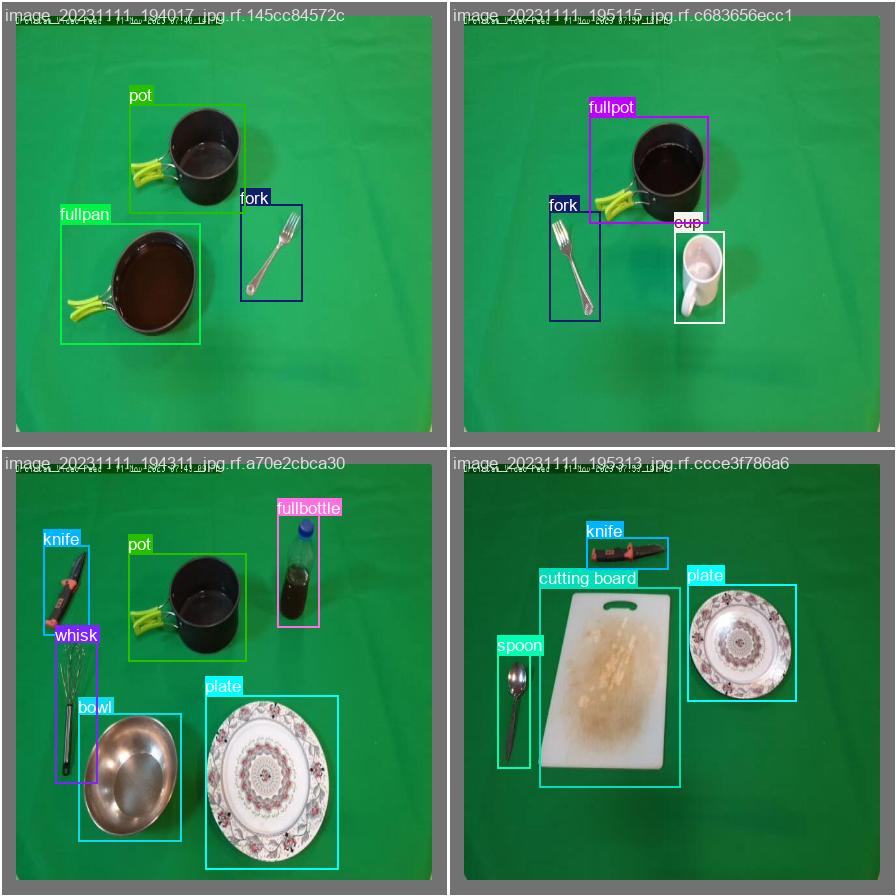 image_20231111_194017_jpg.rf.145cc84572c
pot
fork
fullpan
image_20231111_195115_jpg.rf.c683656ecc1
fullpot
fork
cup
image_20231111_194311_jpg.rf.a70e2cbca30
fullbottle
knife
pot
whisk
plate
bowl
image_20231111_195313_jpg.rf.ccce3f786a6
knife
cutting board
plate
spoon